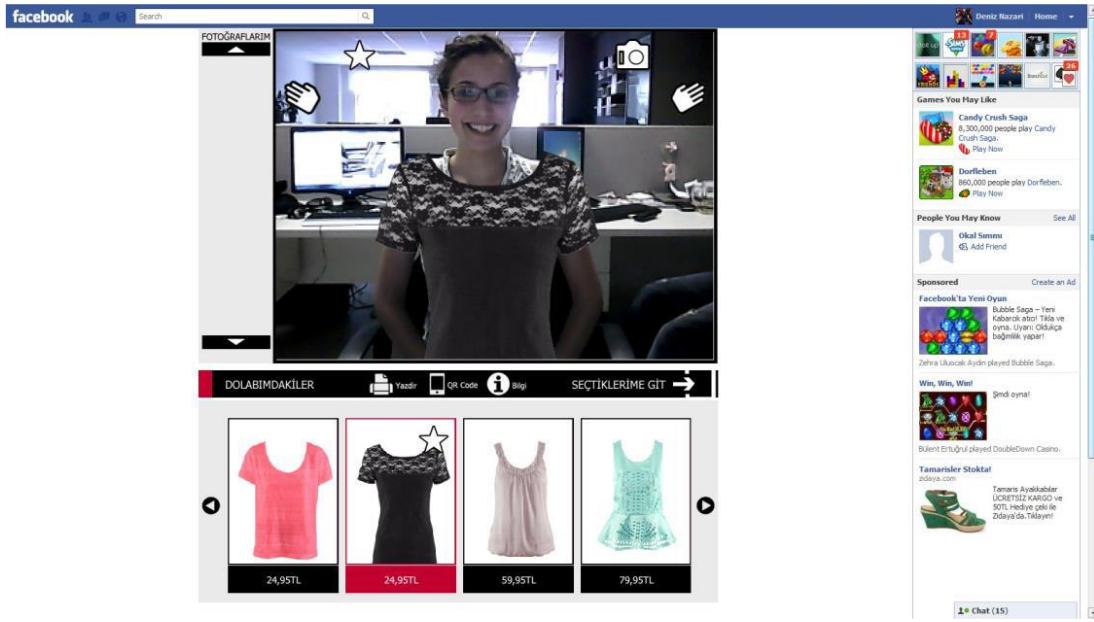 facebook
Search
Deniz Nazari Home
FOTOĞRAFLARIM
13
7
26
Games You May Like
Candy Crush Saga
8,300,000 people play Candy
Crush Saga.
Play Now
Dorfleben
860,000 people play Dorfleben.
Play Now
People You May Know See All
Okal Sımmı
Add Friend
Sponsored Create an Ad
Facebook'ta Yeni Oyun
Bubble Saga – Yeni
Kabarcık atıcı! Tıkla ve
oyna. Uyarı: Oldukça
bağımlılık yapar!
Zehra Uluocak Aydın played Bubble Saga.
Win, Win, Win!
Şimdi oyna!
Bülent Ertuğrul played DoubleDown Casino.
Tamarisler Stokta!
zidaya.com
Tamaris Ayakkabılar
ÜCRETSİZ KARGO ve
50TL Hediye çeki ile
Zidaya'da.Tıklayın!
DOLABIMDAKİLER Yazdir QR Code Bilgi SEÇTİKLERİME GİT
24,95TL 24,95TL 59,95TL 79,95TL
Chat (15)